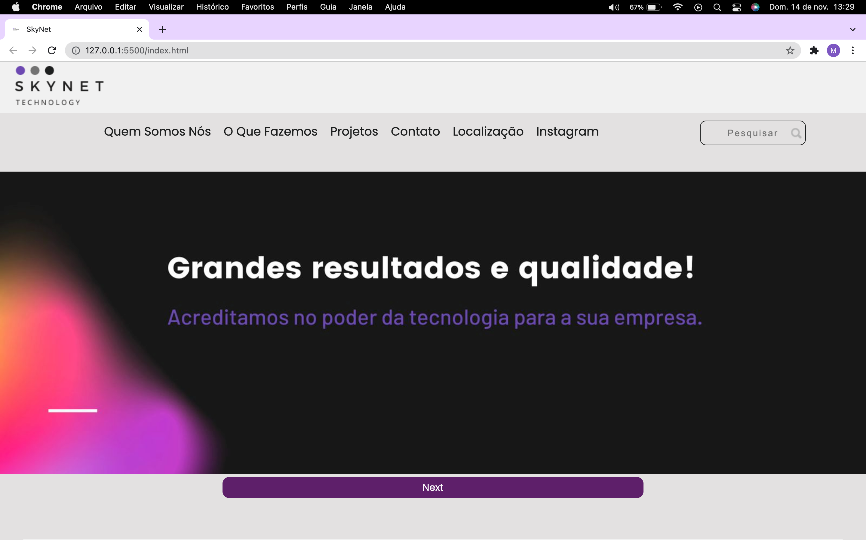 Chrome Arquivo Editar Visualizar Histórico Favoritos Perfis Guia Janela Ajuda 67% Dom. 14 de nov. 13:29
SkyNet
127.0.0.1:5500/index.html M
SKYNET
TECHNOLOGY
Quem Somos Nós O Que Fazemos Projetos Contato Localização Instagram Pesquisar
Grandes resultados e qualidade!
Acreditamos no poder da tecnologia para a sua empresa.
Next